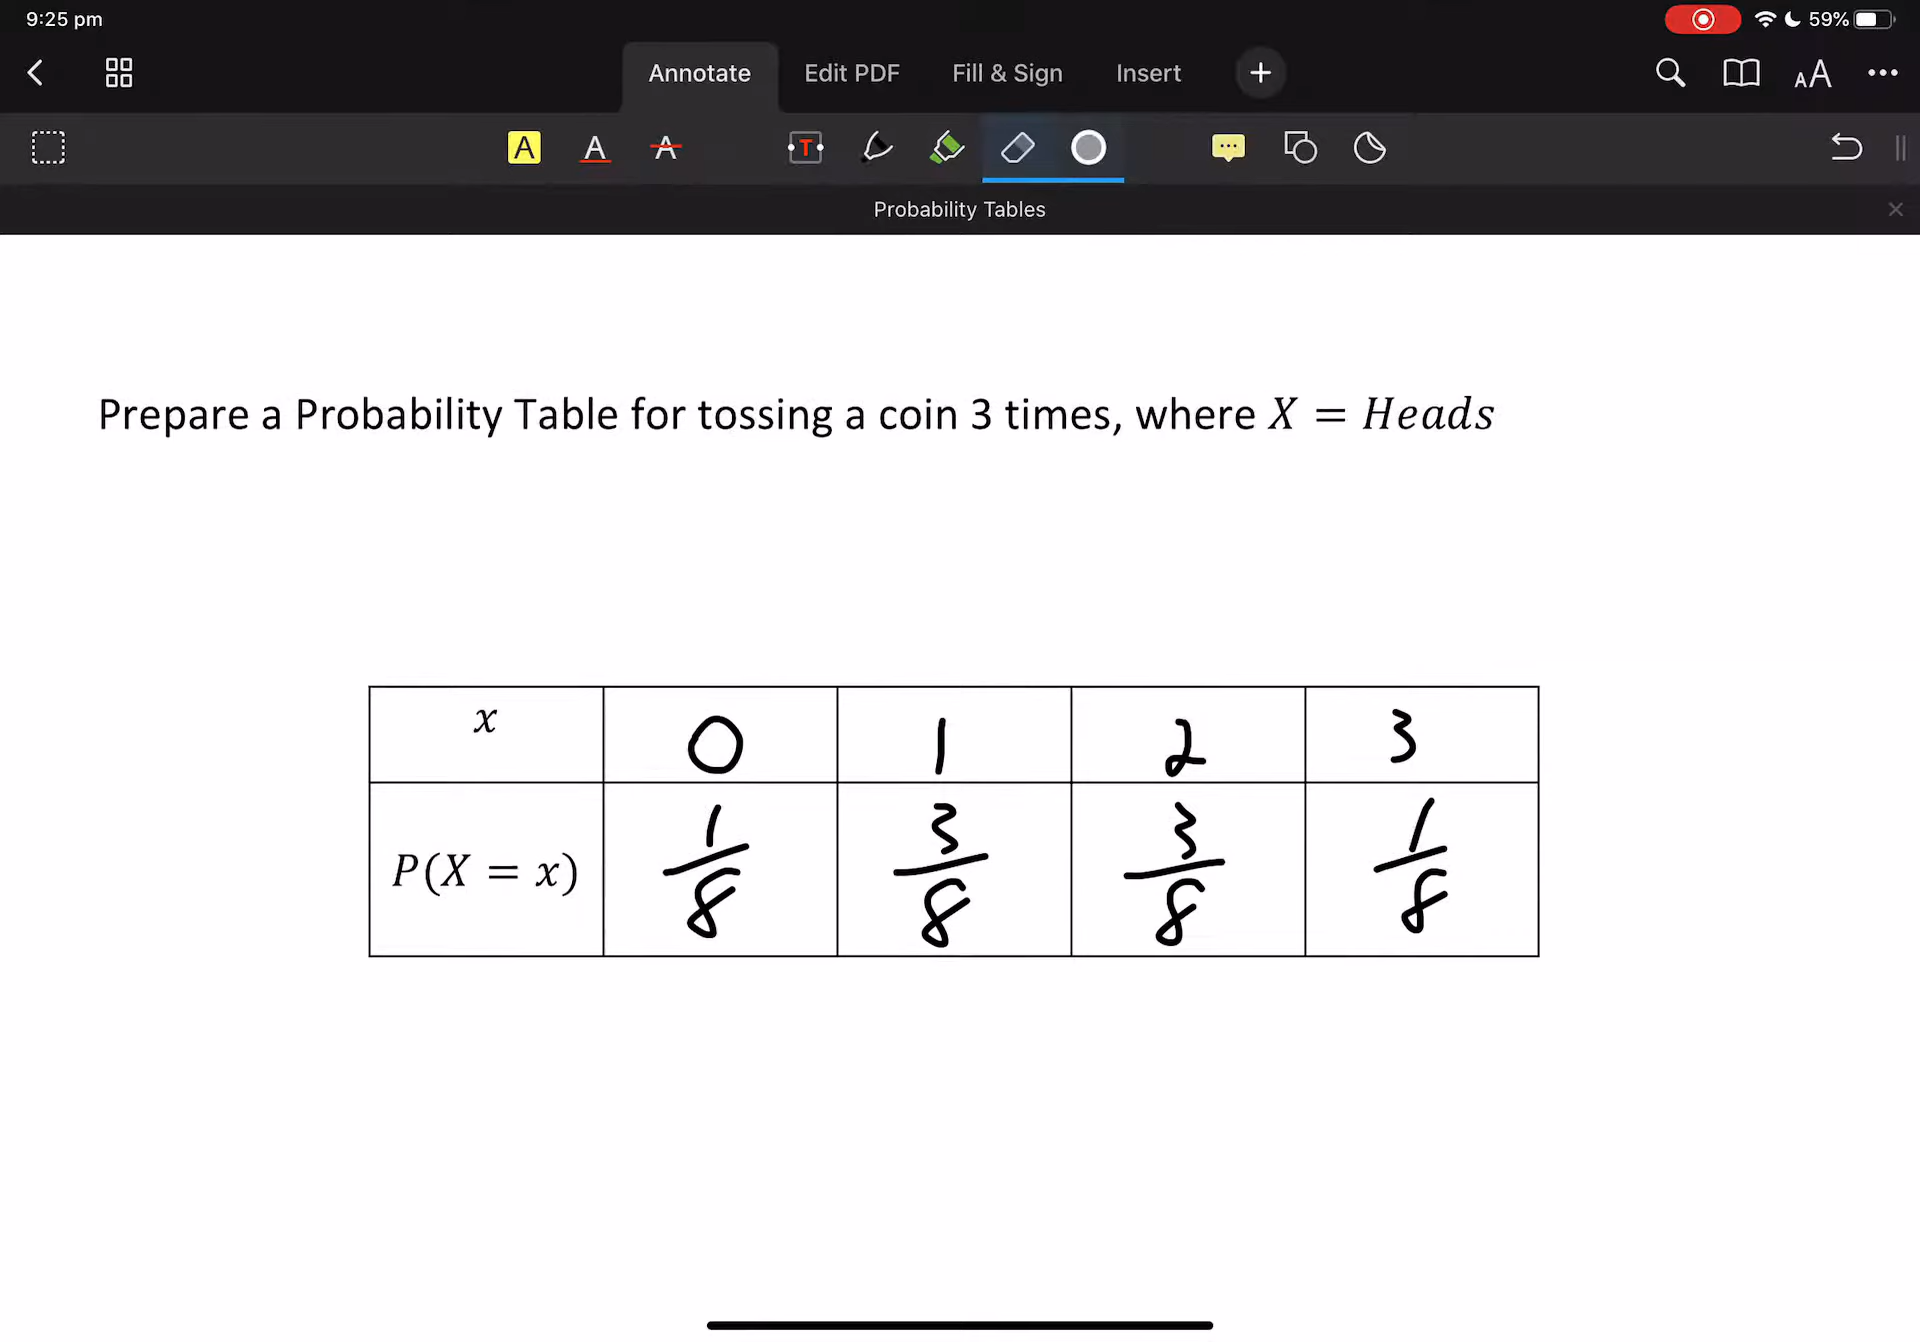 9:25 pm
59%
Annotate Edit PDF Fill & Sign Insert +
AA
A A A T
Probability Tables
Prepare a Probability Table for tossing a coin 3 times, where X = Heads
x 0 1 2 3
P(X = x) 1/8 3/8 3/8 1/8